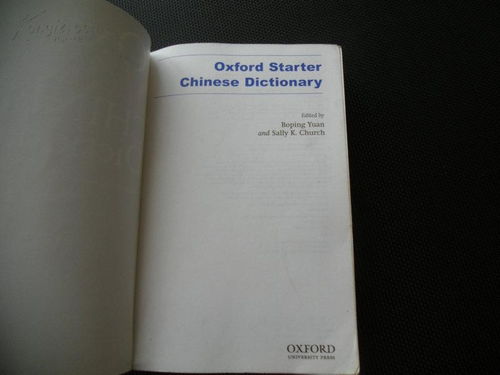 Oxford Starter
Chinese Dictionary
Edited by
Boping Yuan
and Sally K. Church
OXFORD
UNIVERSITY PRESS